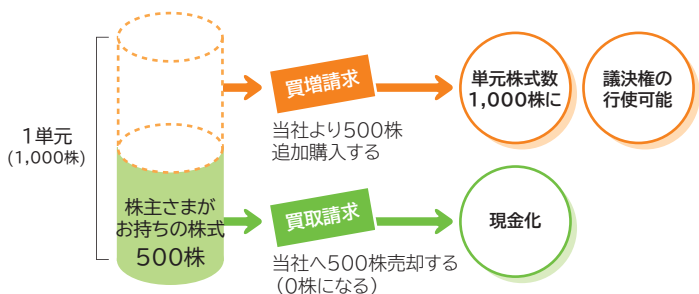 1単元
(1,000株)
株主さまが
お持ちの株式
500株
買増請求
当社より500株
追加購入する
単元株式数
1,000株に
議決権の
行使可能
買取請求
当社へ500株売却する
（0株になる）
現金化